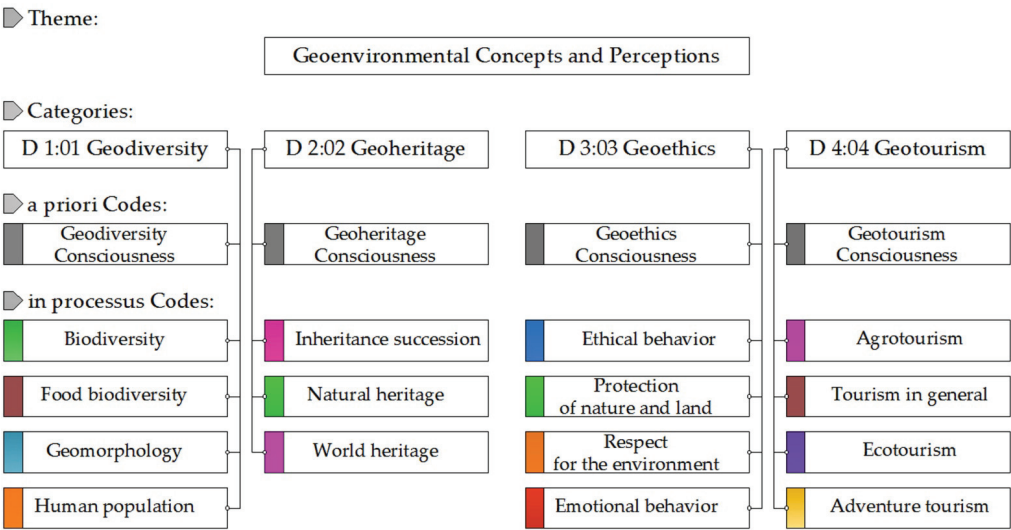 Theme:
Geoenvironmental Concepts and Perceptions
Categories:
D 1:01 Geodiversity
D 2:02 Geoheritage
D 3:03 Geoethics
D 4:04 Geotourism
a priori Codes:
Geodiversity
Consciousness
Geoheritage
Consciousness
Geoethics
Consciousness
Geotourism
Consciousness
in processus Codes:
Biodiversity
Inheritance succession
Ethical behavior
Agrotourism
Food biodiversity
Natural heritage
Protection
of nature and land
Tourism in general
Geomorphology
World heritage
Respect
for the environment
Ecotourism
Human population
Emotional behavior
Adventure tourism